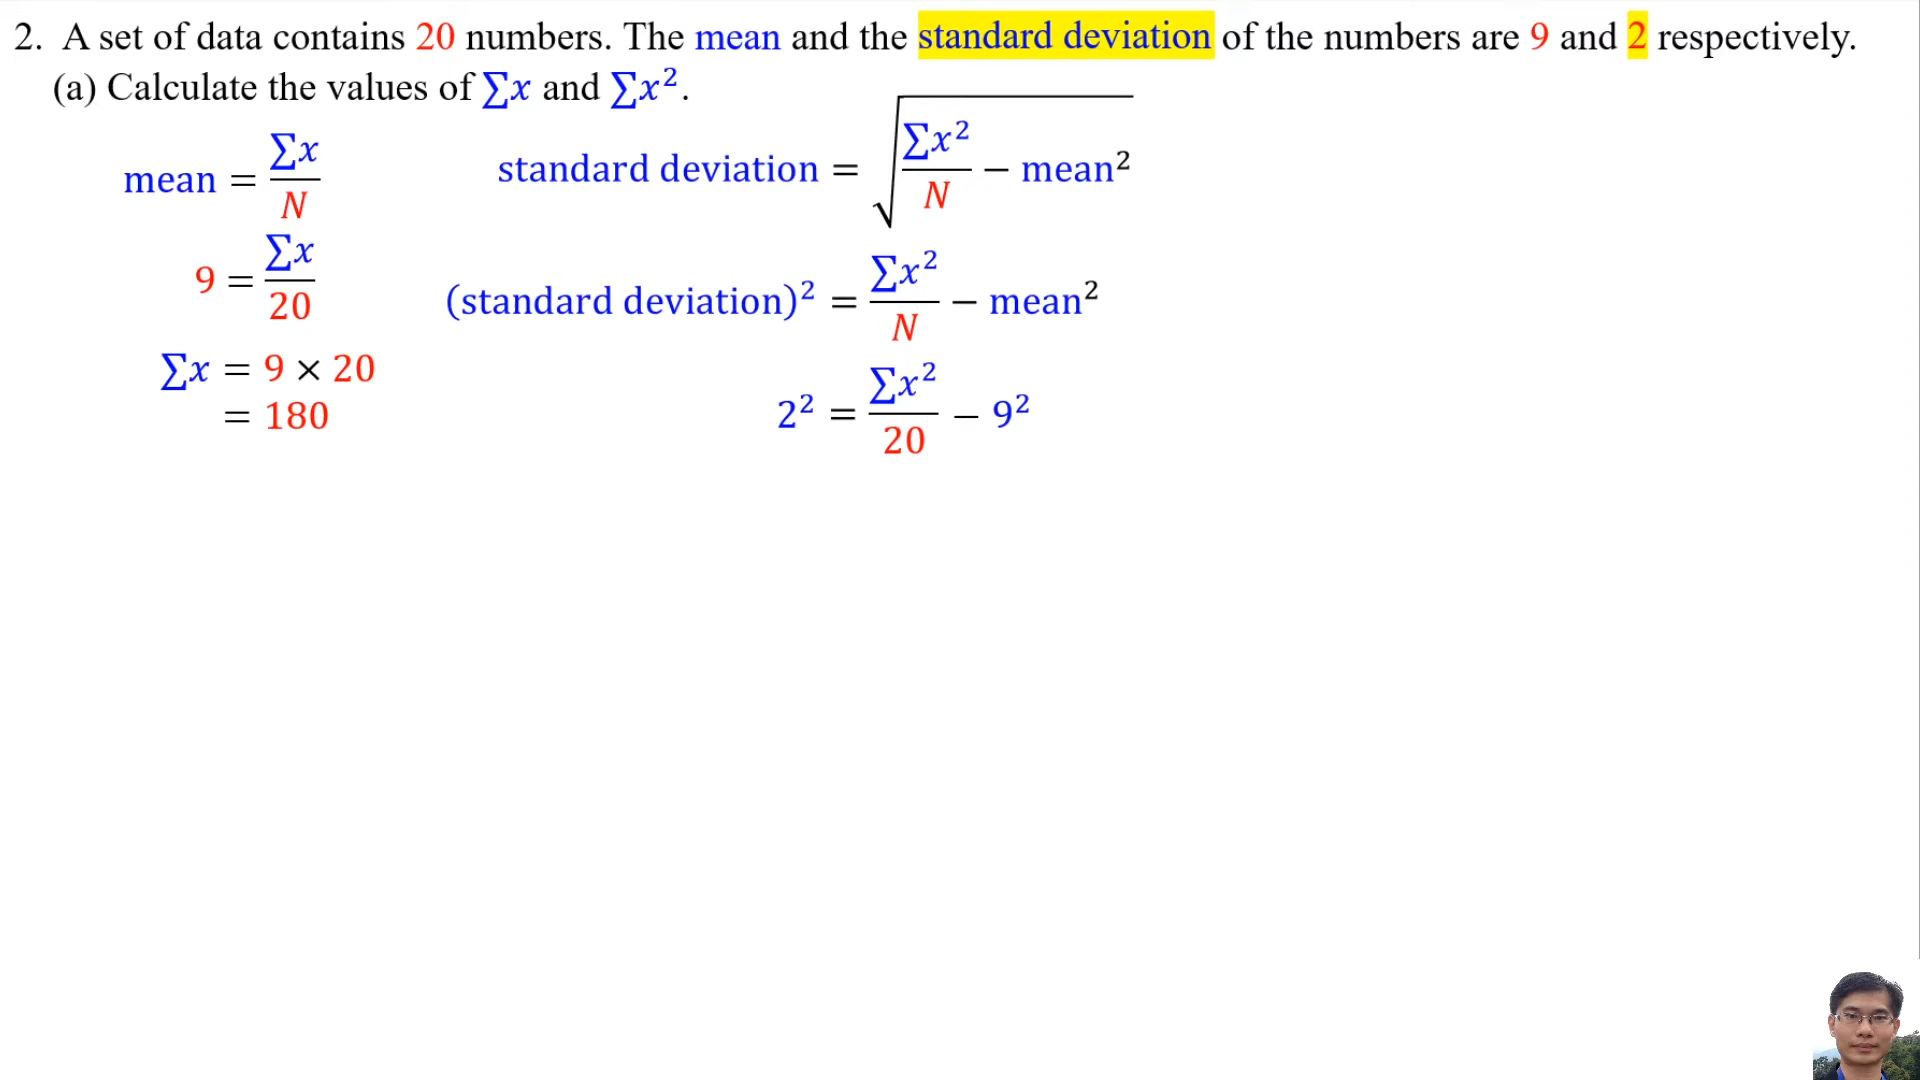 2. A set of data contains 20 numbers. The mean and the standard deviation of the numbers are 9 and 2 respectively.
(a) Calculate the values of ∑x and ∑x².
mean = ∑x/N
9 = ∑x/20
∑x = 9 × 20
= 180
standard deviation = √(∑x²/N − mean²)
(standard deviation)² = ∑x²/N − mean²
2² = ∑x²/20 − 9²